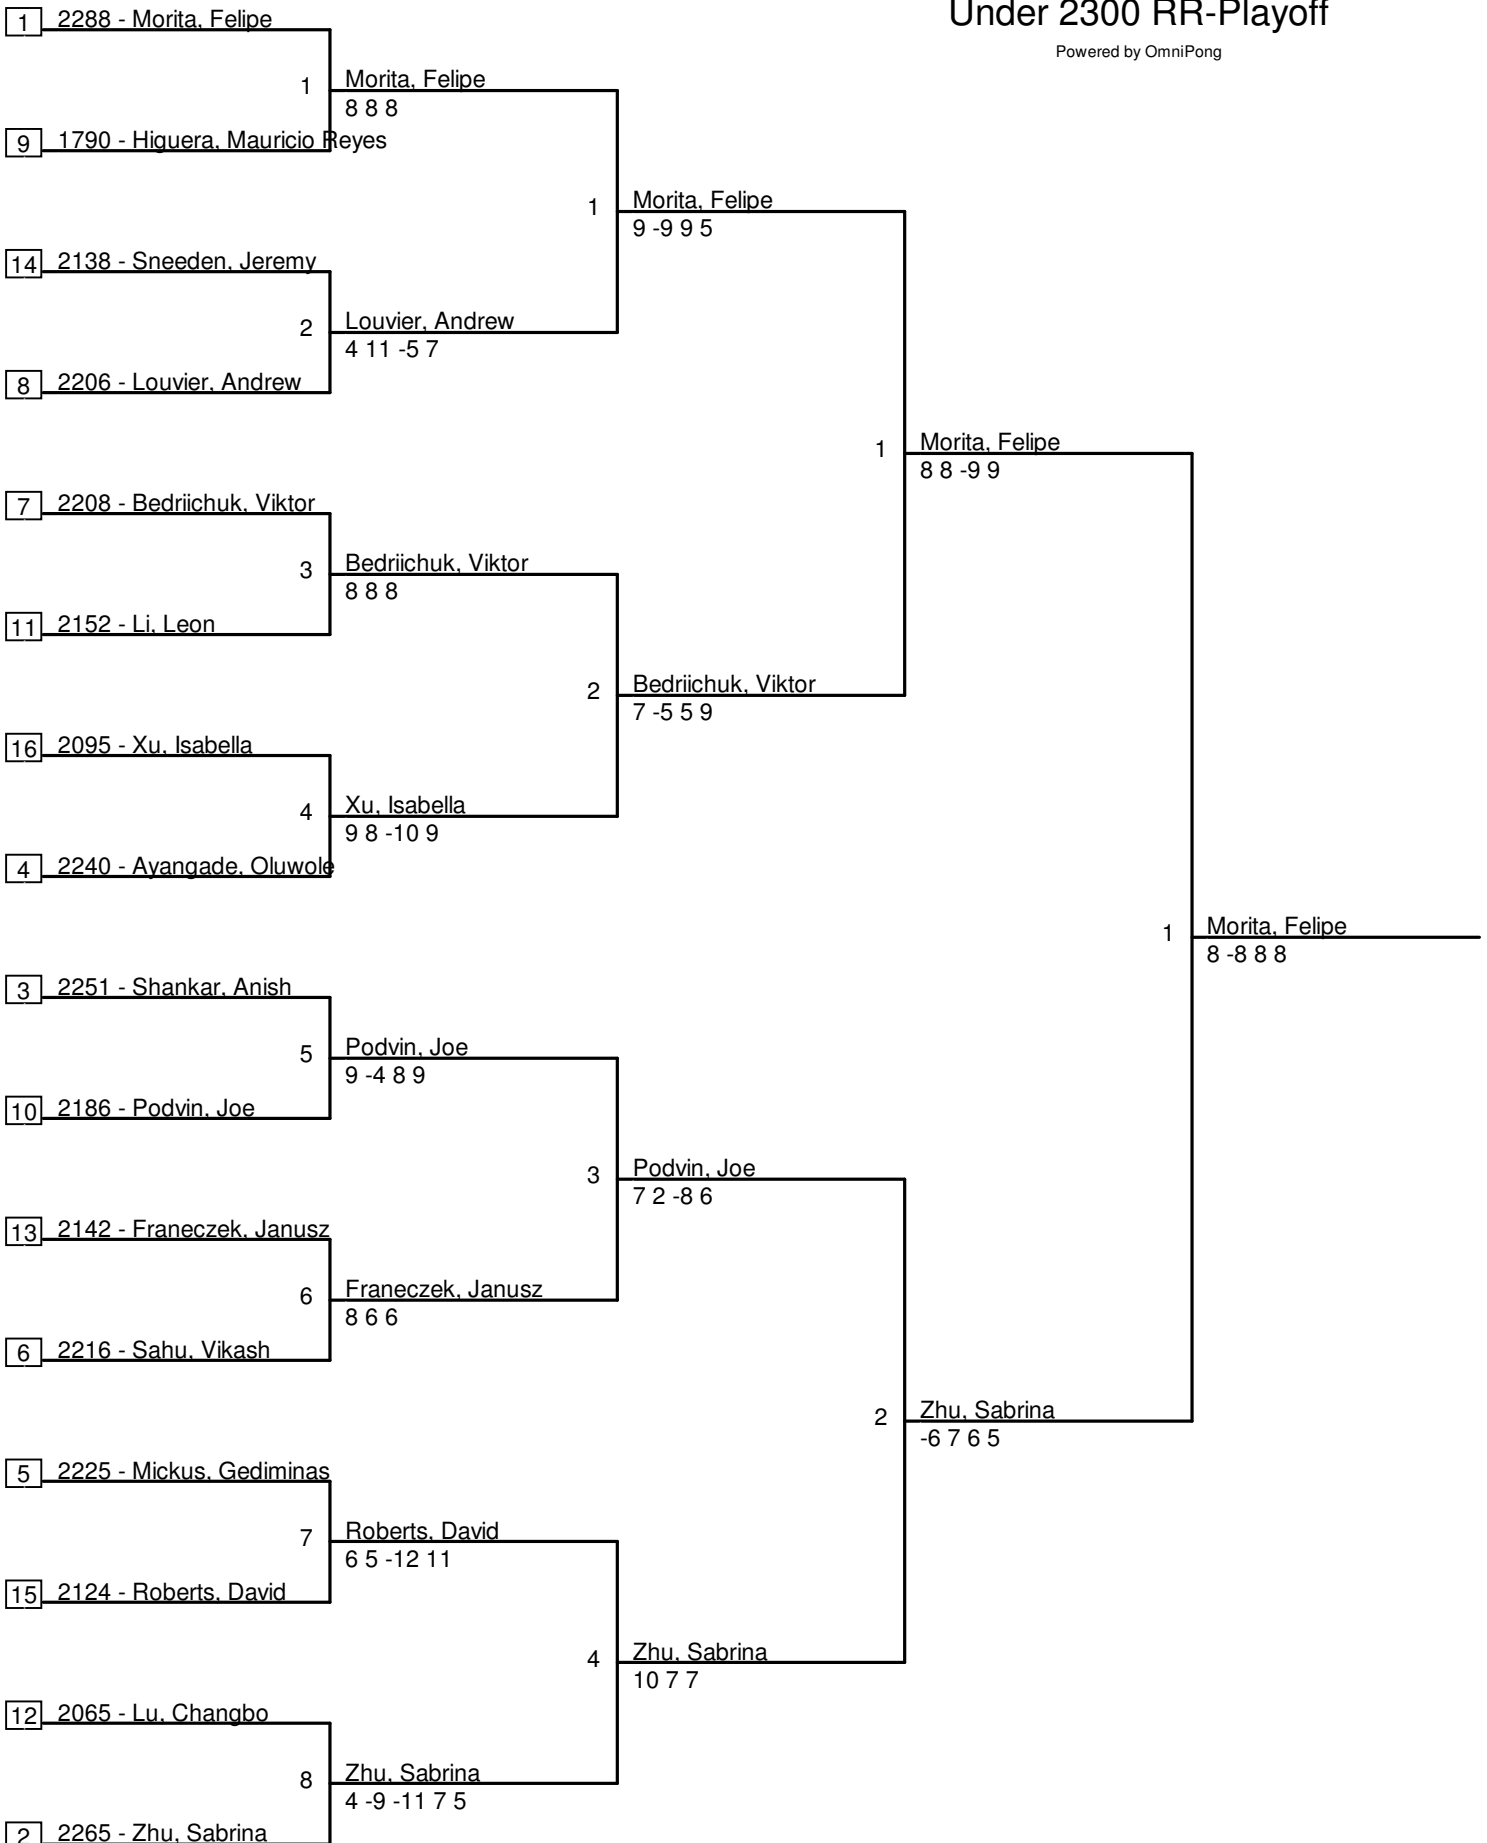 Under 2300 RR-Playoff
Powered by OmniPong
1 2288 - Morita, Felipe
1 Morita, Felipe
8 8 8
9 1790 - Higuera, Mauricio Reyes
1 Morita, Felipe
9 -9 9 5
14 2138 - Sneeden, Jeremy
2 Louvier, Andrew
4 11 -5 7
8 2206 - Louvier, Andrew
1 Morita, Felipe
8 8 -9 9
7 2208 - Bedriichuk, Viktor
3 Bedriichuk, Viktor
8 8 8
11 2152 - Li, Leon
2 Bedriichuk, Viktor
7 -5 5 9
16 2095 - Xu, Isabella
4 Xu, Isabella
9 8 -10 9
4 2240 - Ayangade, Oluwole
1 Morita, Felipe
8 -8 8 8
3 2251 - Shankar, Anish
5 Podvin, Joe
9 -4 8 9
10 2186 - Podvin, Joe
3 Podvin, Joe
7 2 -8 6
13 2142 - Franeczek, Janusz
6 Franeczek, Janusz
8 6 6
6 2216 - Sahu, Vikash
2 Zhu, Sabrina
-6 7 6 5
5 2225 - Mickus, Gediminas
7 Roberts, David
6 5 -12 11
15 2124 - Roberts, David
4 Zhu, Sabrina
10 7 7
12 2065 - Lu, Changbo
8 Zhu, Sabrina
4 -9 -11 7 5
2 2265 - Zhu, Sabrina